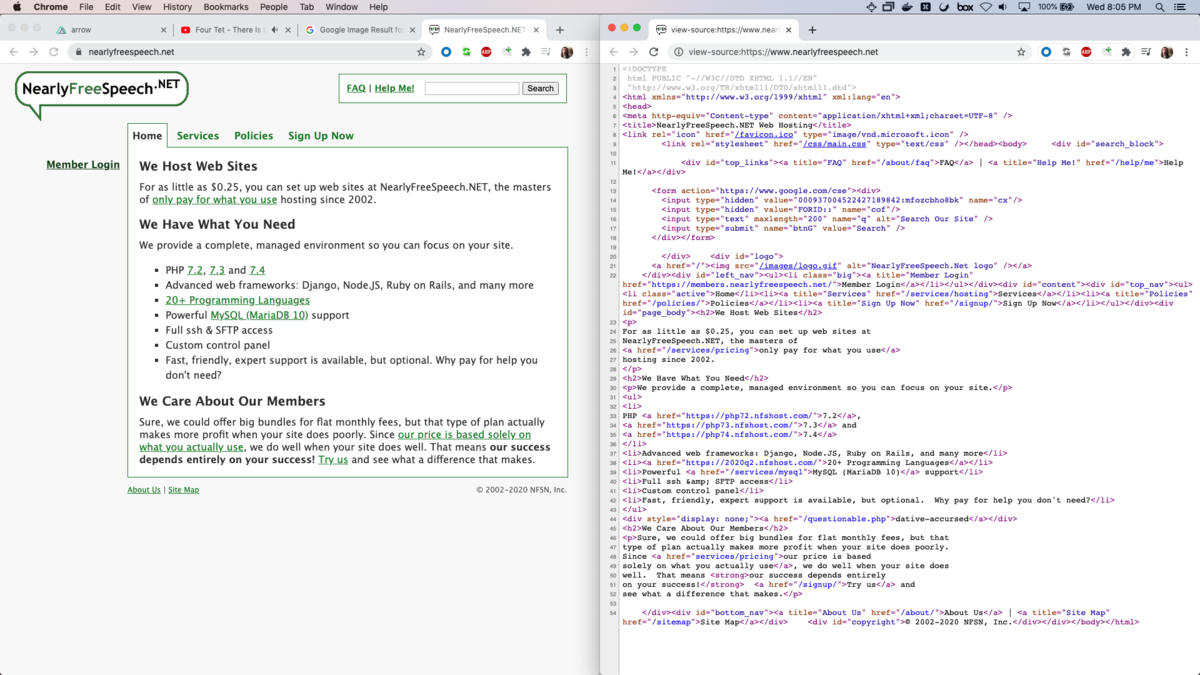 Chrome File Edit View History Bookmarks People Tab Window Help
box 100% Wed 8:05 PM
arrow
Four Tet - There Is
Google Image Result fo
NearlyFreeSpeech.NET
nearlyfreespeech.net
ABP
NearlyFreeSpeech.NET
FAQ | Help Me!
Search
Home Services Policies Sign Up Now
Member Login
We Host Web Sites
For as little as $0.25, you can set up web sites at NearlyFreeSpeech.NET, the masters
of only pay for what you use hosting since 2002.
We Have What You Need
We provide a complete, managed environment so you can focus on your site.
PHP 7.2, 7.3 and 7.4
Advanced web frameworks: Django, Node.JS, Ruby on Rails, and many more
20+ Programming Languages
Powerful MySQL (MariaDB 10) support
Full ssh & SFTP access
Custom control panel
Fast, friendly, expert support is available, but optional. Why pay for help you
don't need?
We Care About Our Members
Sure, we could offer big bundles for flat monthly fees, but that type of plan actually
makes more profit when your site does poorly. Since our price is based solely on
what you actually use, we do well when your site does well. That means our success
depends entirely on your success! Try us and see what a difference that makes.
About Us | Site Map
© 2002-2020 NFSN, Inc.
view-source:https://www.near
view-source:https://www.nearlyfreespeech.net
ABP
1 <!DOCTYPE
2 html PUBLIC "-//W3C//DTD XHTML 1.1//EN"
3 "http://www.w3.org/TR/xhtml11/DTD/xhtml11.dtd">
4 <html xmlns="http://www.w3.org/1999/xhtml" xml:lang="en">
5 <head>
6 <meta http-equiv="Content-type" content="application/xhtml+xml;charset=UTF-8" />
7 <title>NearlyFreeSpeech.NET Web Hosting</title>
8 <link rel="icon" href="/favicon.ico" type="image/vnd.microsoft.icon" />
9 <link rel="stylesheet" href="/css/main.css" type="text/css" /></head><body> <div id="search_block">
10
11 <div id="top_links"><a title="FAQ" href="/about/faq">FAQ</a> | <a title="Help Me!" href="/help/me">Help
Me!</a></div>
12
13 <form action="https://www.google.com/cse"><div>
14 <input type="hidden" value="000937004522427189842:mfozcbho8bk" name="cx"/>
15 <input type="hidden" value="FORID::" name="cof"/>
16 <input type="text" maxlength="200" name="q" alt="Search Our Site" />
17 <input type="submit" name="btnG" value="Search" />
18 </div></form>
19
20 </div> <div id="logo">
21 <a href="/"><img src="/images/logo.gif" alt="NearlyFreeSpeech.Net logo" /></a>
22 </div><div id="left_nav"><ul><li class="big"><a title="Member Login"
href="https://members.nearlyfreespeech.net/">Member Login</a></li></ul></div><div id="content"><div id="top_nav"><ul>
<li class="active">Home</li><li><a title="Services" href="/services/hosting">Services</a></li><li><a title="Policies"
href="/policies/">Policies</a></li><li><a title="Sign Up Now" href="/signup/">Sign Up Now</a></li></ul></div><div
id="page_body"><h2>We Host Web Sites</h2>
23 <p>
24 For as little as $0.25, you can set up web sites at
25 NearlyFreeSpeech.NET, the masters of
26 <a href="/services/pricing">only pay for what you use</a>
27 hosting since 2002.
28 </p>
29 <h2>We Have What You Need</h2>
30 <p>We provide a complete, managed environment so you can focus on your site.</p>
31 <ul>
32 <li>
33 PHP <a href="https://php72.nfshost.com/">7.2</a>,
34 <a href="https://php73.nfshost.com/">7.3</a> and
35 <a href="https://php74.nfshost.com/">7.4</a>
36 </li>
37 <li>Advanced web frameworks: Django, Node.JS, Ruby on Rails, and many more</li>
38 <li><a href="https://2020q2.nfshost.com/">20+ Programming Languages</a></li>
39 <li>Powerful <a href="/services/mysql">MySQL (MariaDB 10)</a> support</li>
40 <li>Full ssh &amp; SFTP access</li>
41 <li>Custom control panel</li>
42 <li>Fast, friendly, expert support is available, but optional. Why pay for help you don't need?</li>
43 </ul>
44 <div style="display: none;"><a href="/questionable.php">dative-accursed</a></div>
45 <h2>We Care About Our Members</h2>
46 <p>Sure, we could offer big bundles for flat monthly fees, but that
47 type of plan actually makes more profit when your site does poorly.
48 Since <a href="services/pricing">our price is based
49 solely on what you actually use</a>, we do well when your site does
50 well. That means <strong>our success depends entirely
51 on your success!</strong> <a href="/signup/">Try us</a> and
52 see what a difference that makes.</p>
53
54 </div><div id="bottom_nav"><a title="About Us" href="/about/">About Us</a> | <a title="Site Map"
href="/sitemap">Site Map</a></div> <div id="copyright">© 2002-2020 NFSN, Inc.</div></div></body></html>